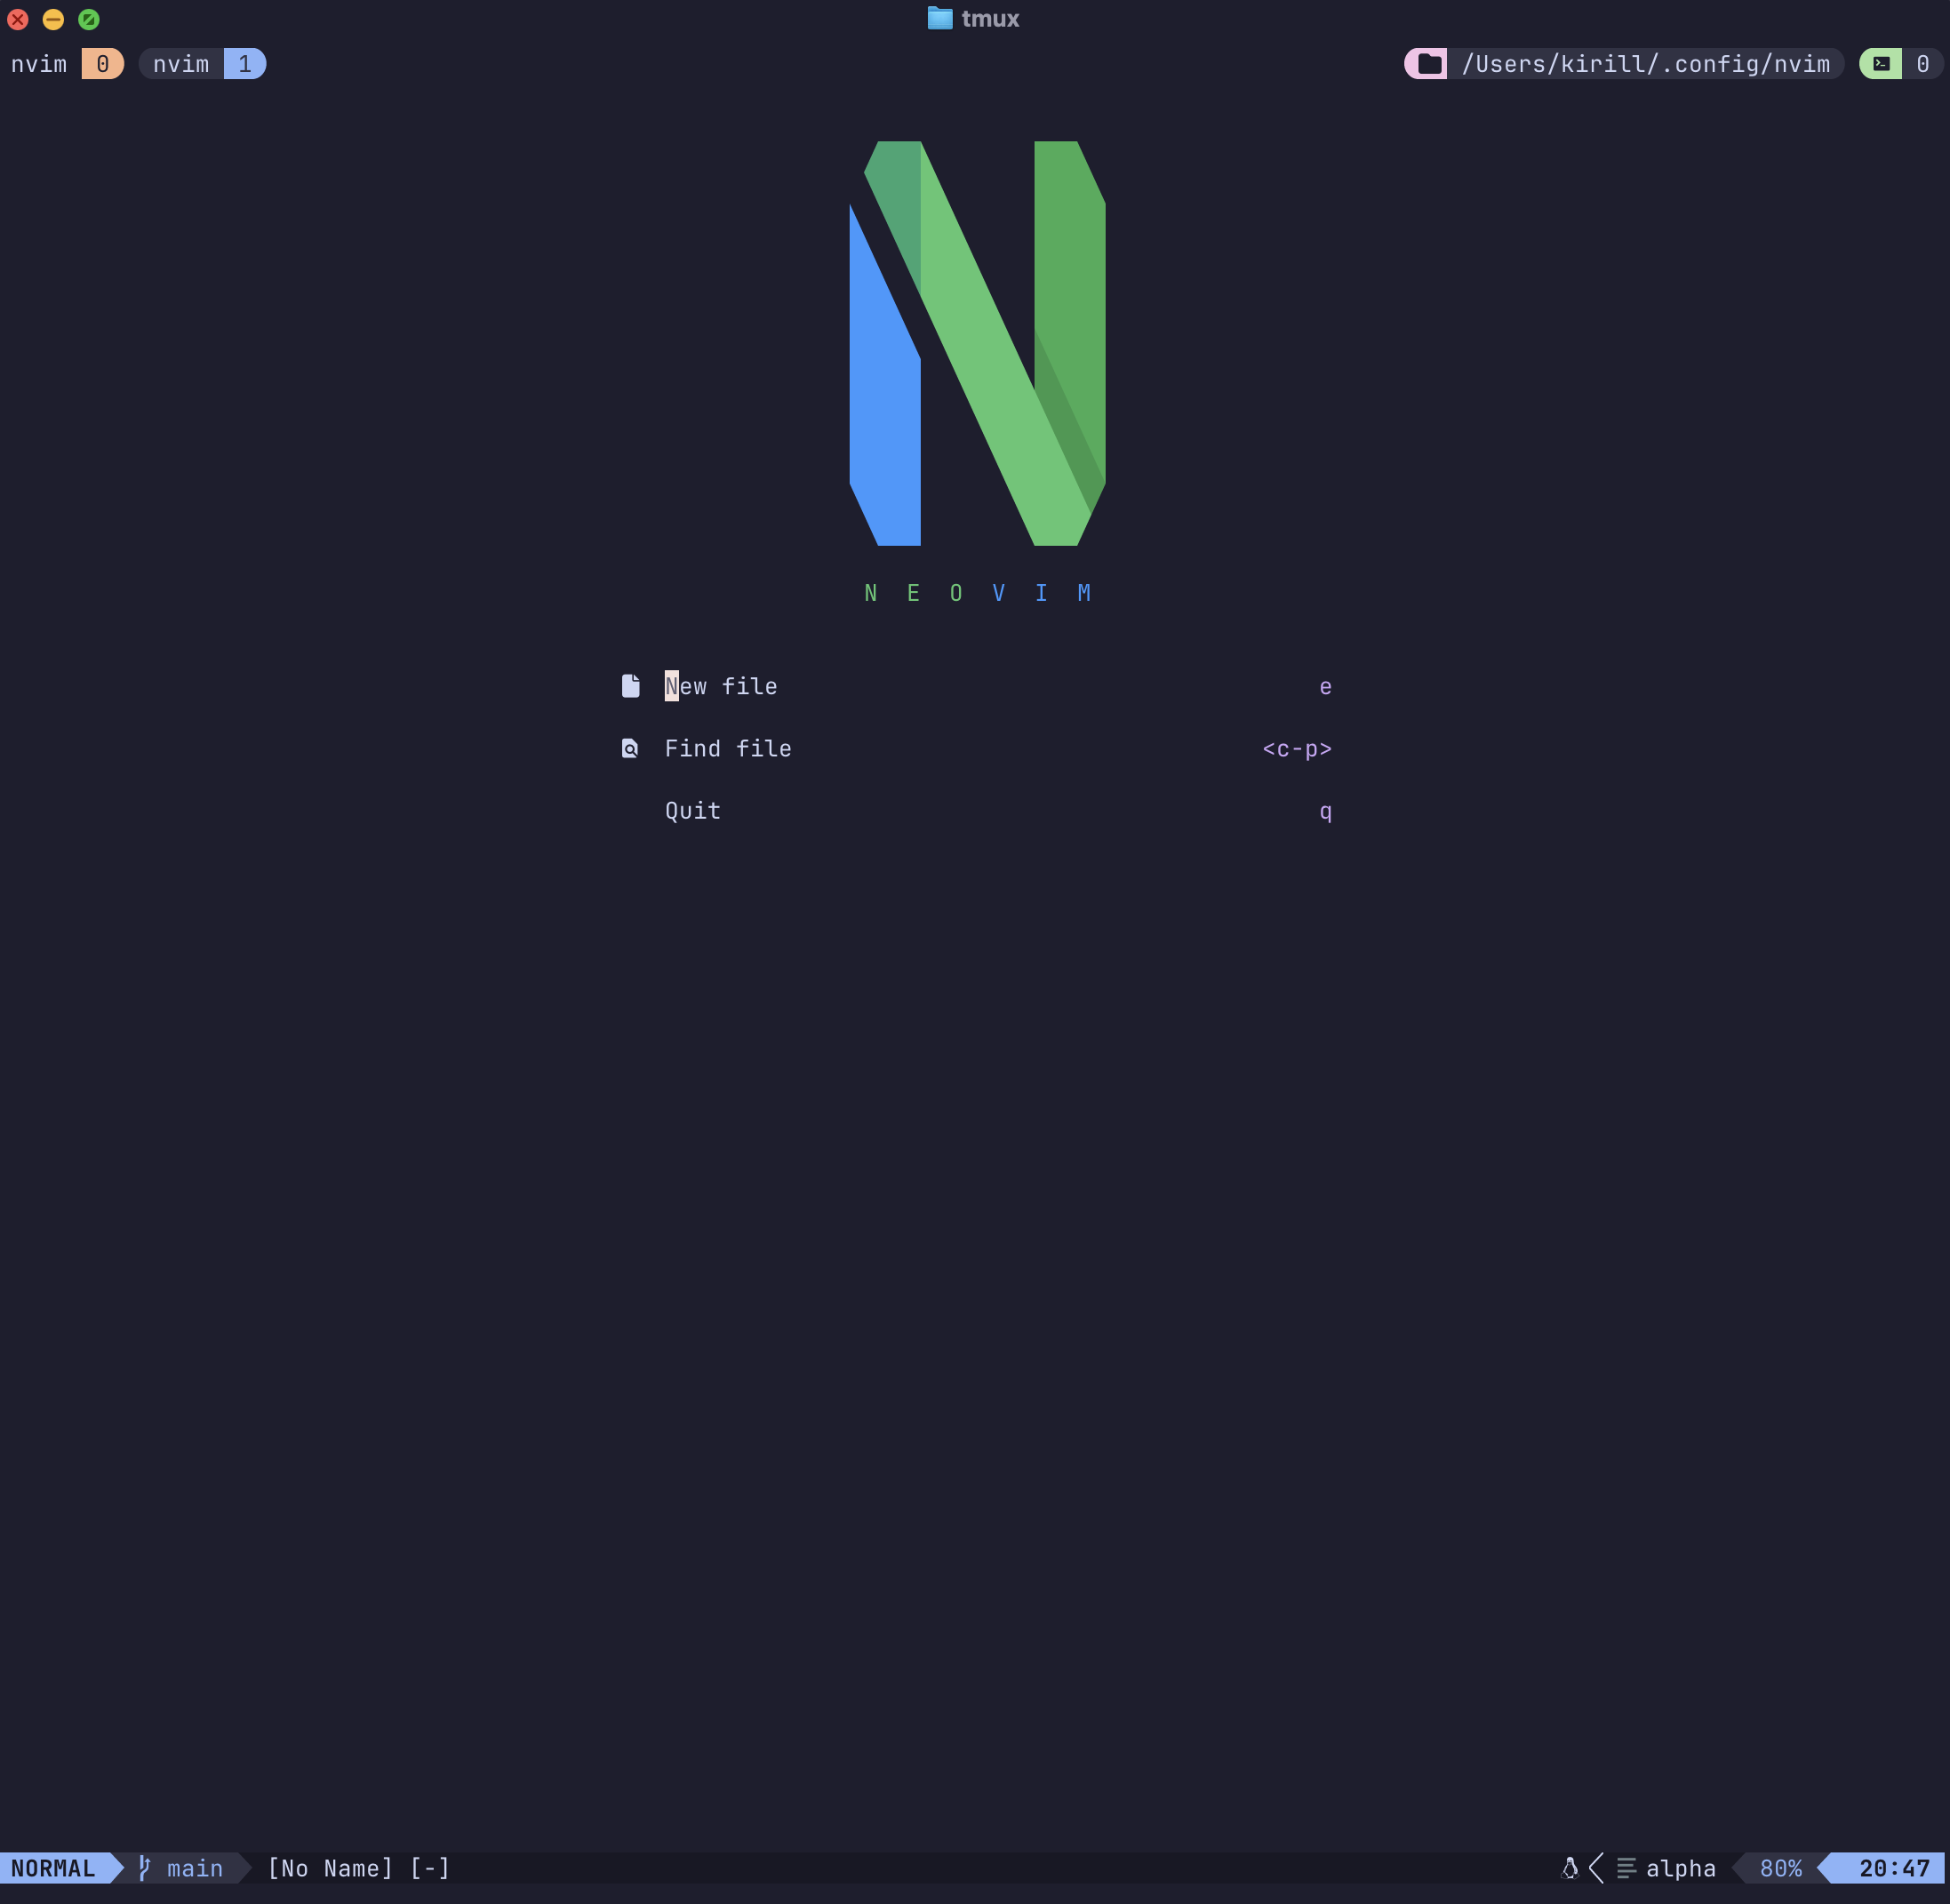 tmux
nvim 0 nvim 1 /Users/kirill/.config/nvim 0
N E O V I M
New file e
Find file <c-p>
Quit q
NORMAL main [No Name] [-] alpha 80% 20:47